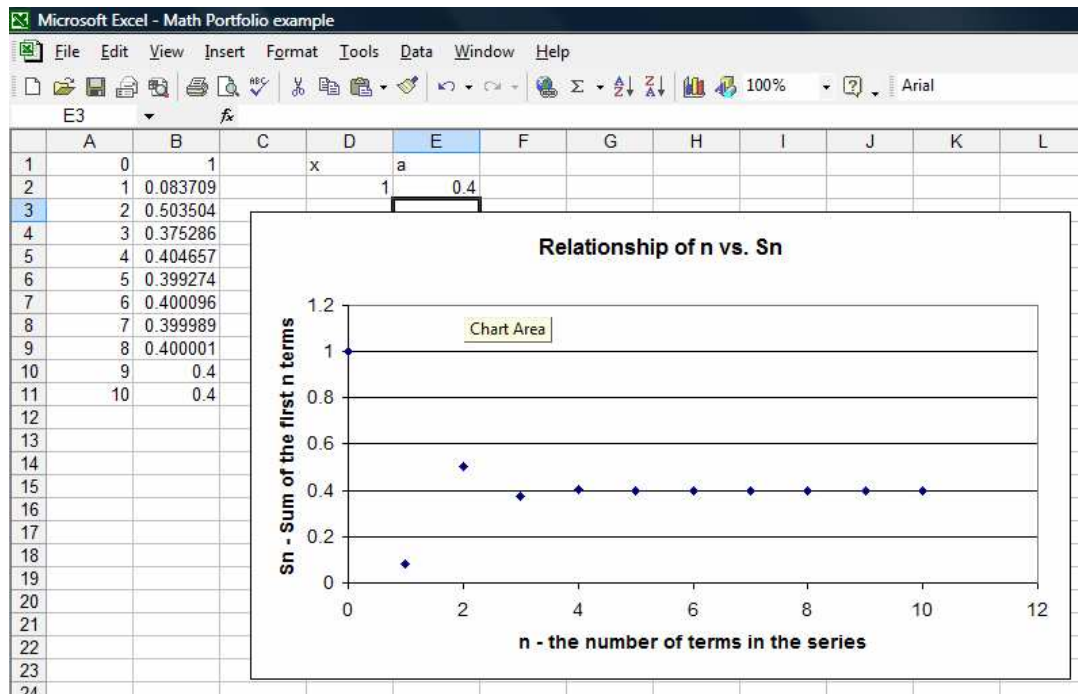 Microsoft Excel - Math Portfolio example
File Edit View Insert Format Tools Data Window Help
100% Arial
E3 fx
A B C D E F G H I J K L
1 0 1 x a
2 1 0.083709 1 0.4
3 2 0.503504
4 3 0.375286
5 4 0.404657
6 5 0.399274
7 6 0.400096
8 7 0.399989
9 8 0.400001
10 9 0.4
11 10 0.4
12
13
14
15
16
17
18
19
20
21
22
23
24
Relationship of n vs. Sn
Chart Area
Sn - Sum of the first n terms
1.2
1
0.8
0.6
0.4
0.2
0
0 2 4 6 8 10 12
n - the number of terms in the series